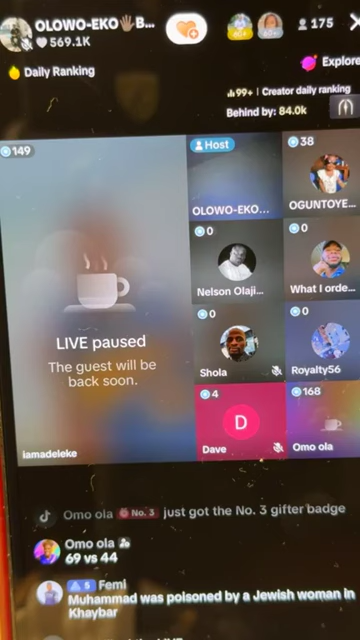 OLOWO-EKO🖐🏿B...
569.1K
175
Daily Ranking
Explore
99+ | Creator daily ranking
Behind by: 84.0k
149
Host
38
OLOWO-EKO...
OGUNTOYE...
0
0
Nelson Olaji...
What I orde...
LIVE paused
The guest will be
back soon.
0
0
Shola
Royalty56
4
168
D
iamadeleke
Dave
Omo ola
Omo ola No. 3 just got the No. 3 gifter badge
Omo ola
69 vs 44
5 Femi
Muhammad was poisoned by a Jewish woman in
Khaybar